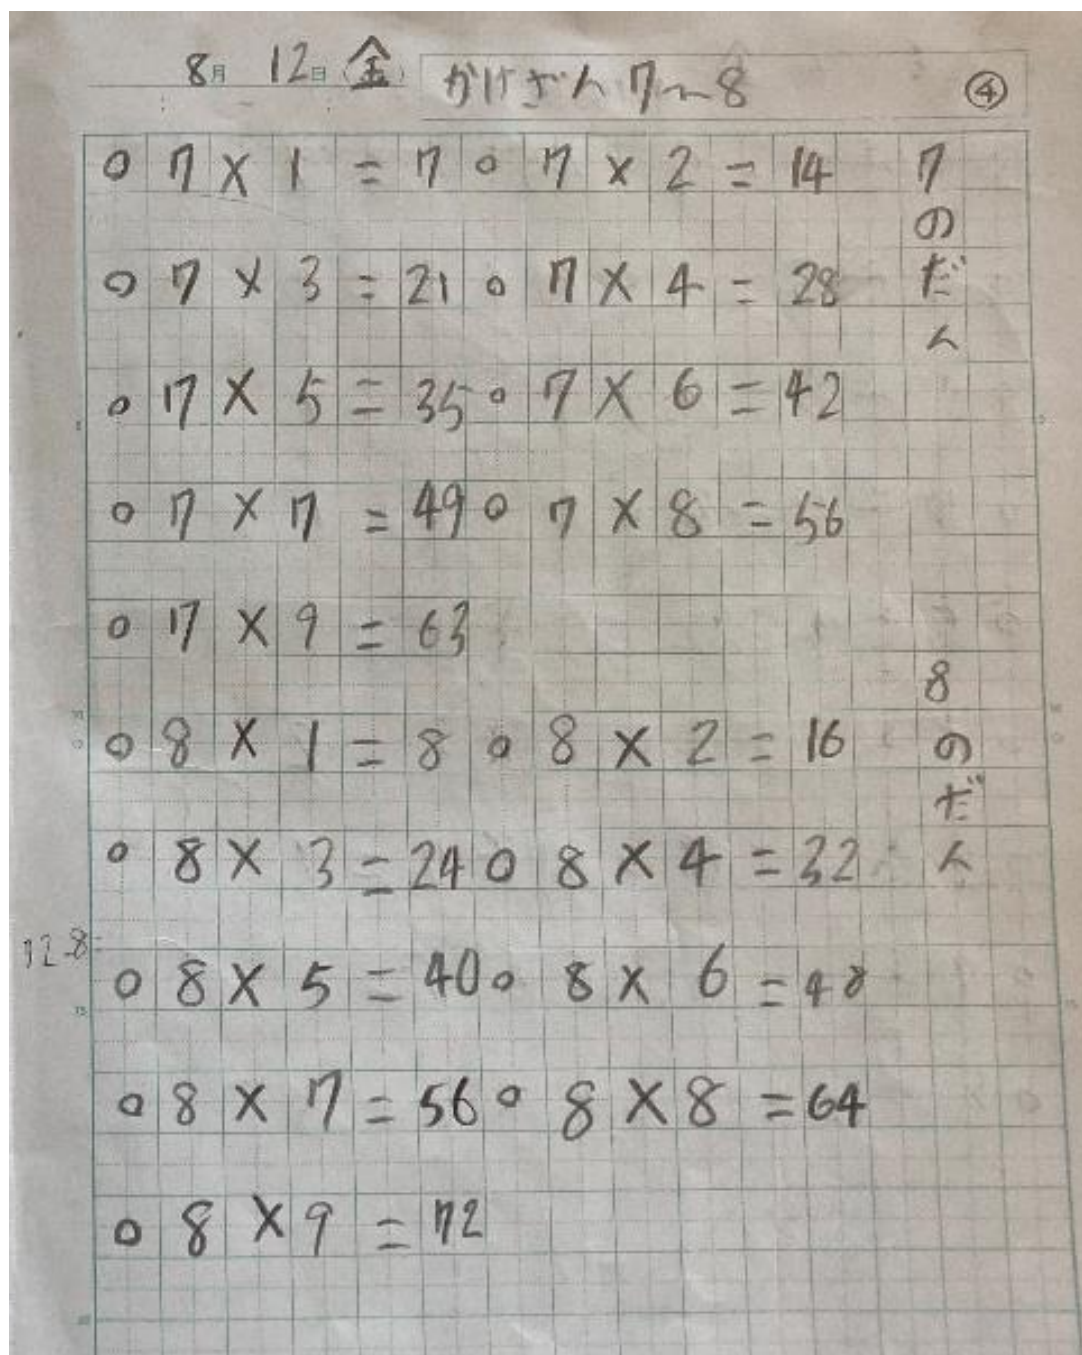 8月 12日(金) かけざん7~8 ④
○ 7×1=7 ○ 7×2=14
○ 7×3=21 ○ 7×4=28
○ 7×5=35 ○ 7×6=42
○ 7×7=49 ○ 7×8=56
○ 7×9=63
7のだん
○ 8×1=8 ○ 8×2=16
○ 8×3=24 ○ 8×4=32
○ 8×5=40 ○ 8×6=48
○ 8×7=56 ○ 8×8=64
○ 8×9=72
8のだん
12-8